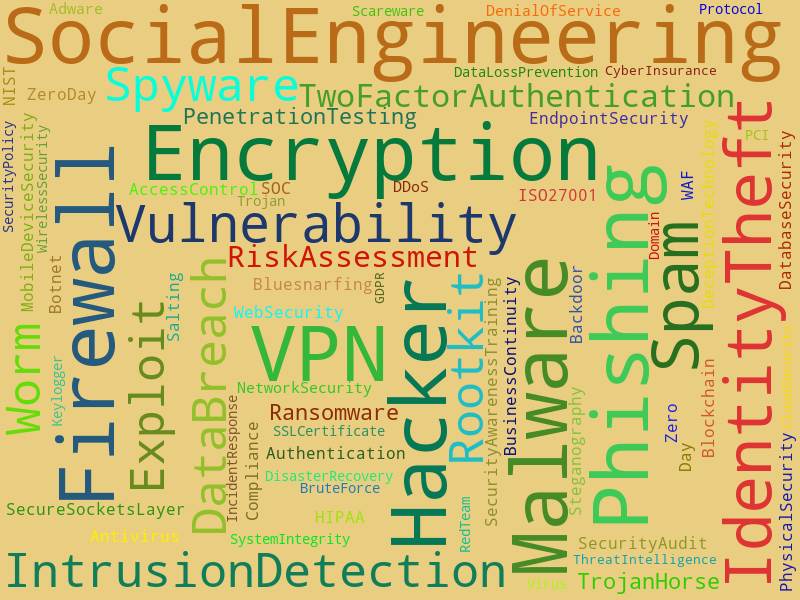 Adware
Scareware
DenialOfService
Protocol
SocialEngineering
NIST
ZeroDay
Spyware
DataLossPrevention
CyberInsurance
TwoFactorAuthentication
PenetrationTesting
EndpointSecurity
SecurityPolicy
WirelessSecurity
MobileDeviceSecurity
Encryption
PCI
AccessControl
SOC
DDoS
ISO27001
WAF
Trojan
Vulnerability
Domain
DeceptionTechnology
DatabaseSecurity
RiskAssessment
Firewall
Botnet
Salting
Bluesnarfing
GDPR
WebSecurity
Backdoor
Spam
Phishing
IdentityTheft
Worm
Keylogger
Exploit
DataBreach
VPN
Hacker
Rootkit
SecurityAwarenessTraining
BusinessContinuity
Malware
Steganography
NetworkSecurity
Ransomware
SSLCertificate
Authentication
IncidentResponse
Compliance
DisasterRecovery
BruteForce
Zero
Day
Blockchain
CloudSecurity
PhysicalSecurity
SecureSocketsLayer
HIPAA
RedTeam
Antivirus
SystemIntegrity
SecurityAudit
ThreatIntelligence
IntrusionDetection
Virus
TrojanHorse